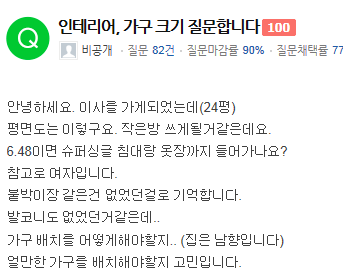 Q
인테리어, 가구 크기 질문합니다 100
비공개 · 질문 82건 · 질문마감률 90% · 질문채택률 77
안녕하세요. 이사를 가게되었는데(24평)
평면도는 이렇구요. 작은방 쓰게될거같은데요.
6.48이면 슈퍼싱글 침대랑 옷장까지 들어가나요?
참고로 여자입니다.
붙박이장 같은건 없었던걸로 기억합니다.
발코니도 없었던거같은데..
가구 배치를 어떻게해야할지.. (집은 남향입니다)
얼만한 가구를 배치해야할지 고민입니다.